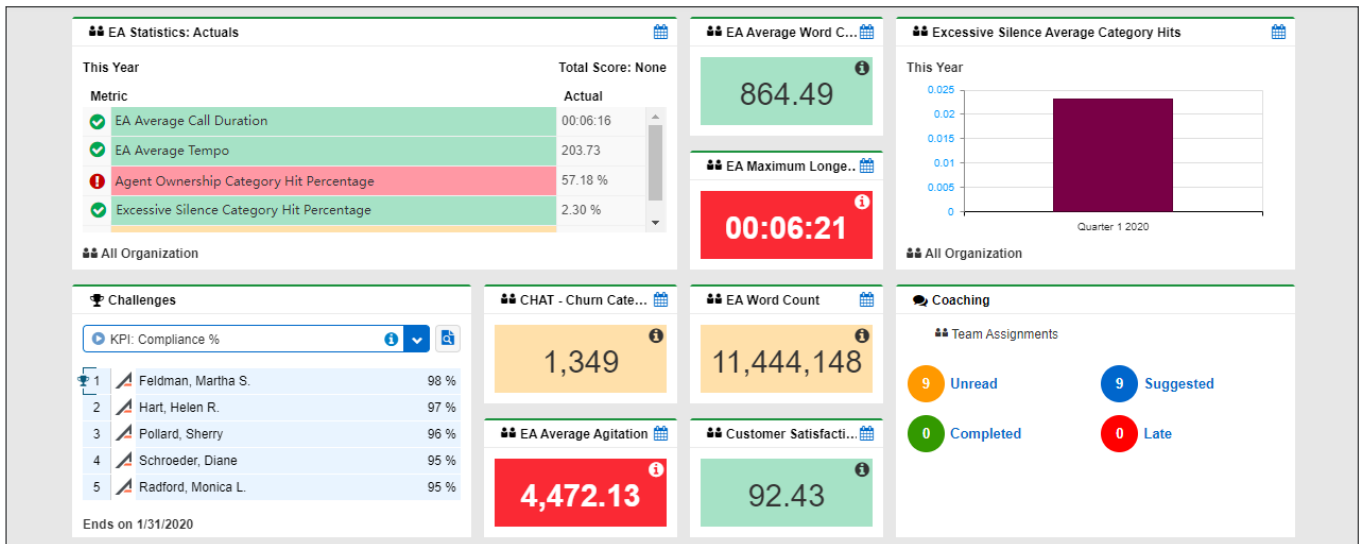 EA Statistics: Actuals
This Year
Total Score: None
Metric
Actual
EA Average Call Duration
00:06:16
EA Average Tempo
203.73
Agent Ownership Category Hit Percentage
57.18 %
Excessive Silence Category Hit Percentage
2.30 %
All Organization
EA Average Word C...
864.49
EA Maximum Longe..
00:06:21
Excessive Silence Average Category Hits
This Year
0.025
0.02
0.015
0.01
0.005
0
Quarter 1 2020
All Organization
Challenges
KPI: Compliance %
1 Feldman, Martha S. 98 %
2 Hart, Helen R. 97 %
3 Pollard, Sherry 96 %
4 Schroeder, Diane 95 %
5 Radford, Monica L. 95 %
Ends on 1/31/2020
CHAT - Churn Cate...
1,349
EA Word Count
11,444,148
EA Average Agitation
4,472.13
Customer Satisfacti...
92.43
Coaching
Team Assignments
9 Unread
9 Suggested
0 Completed
0 Late